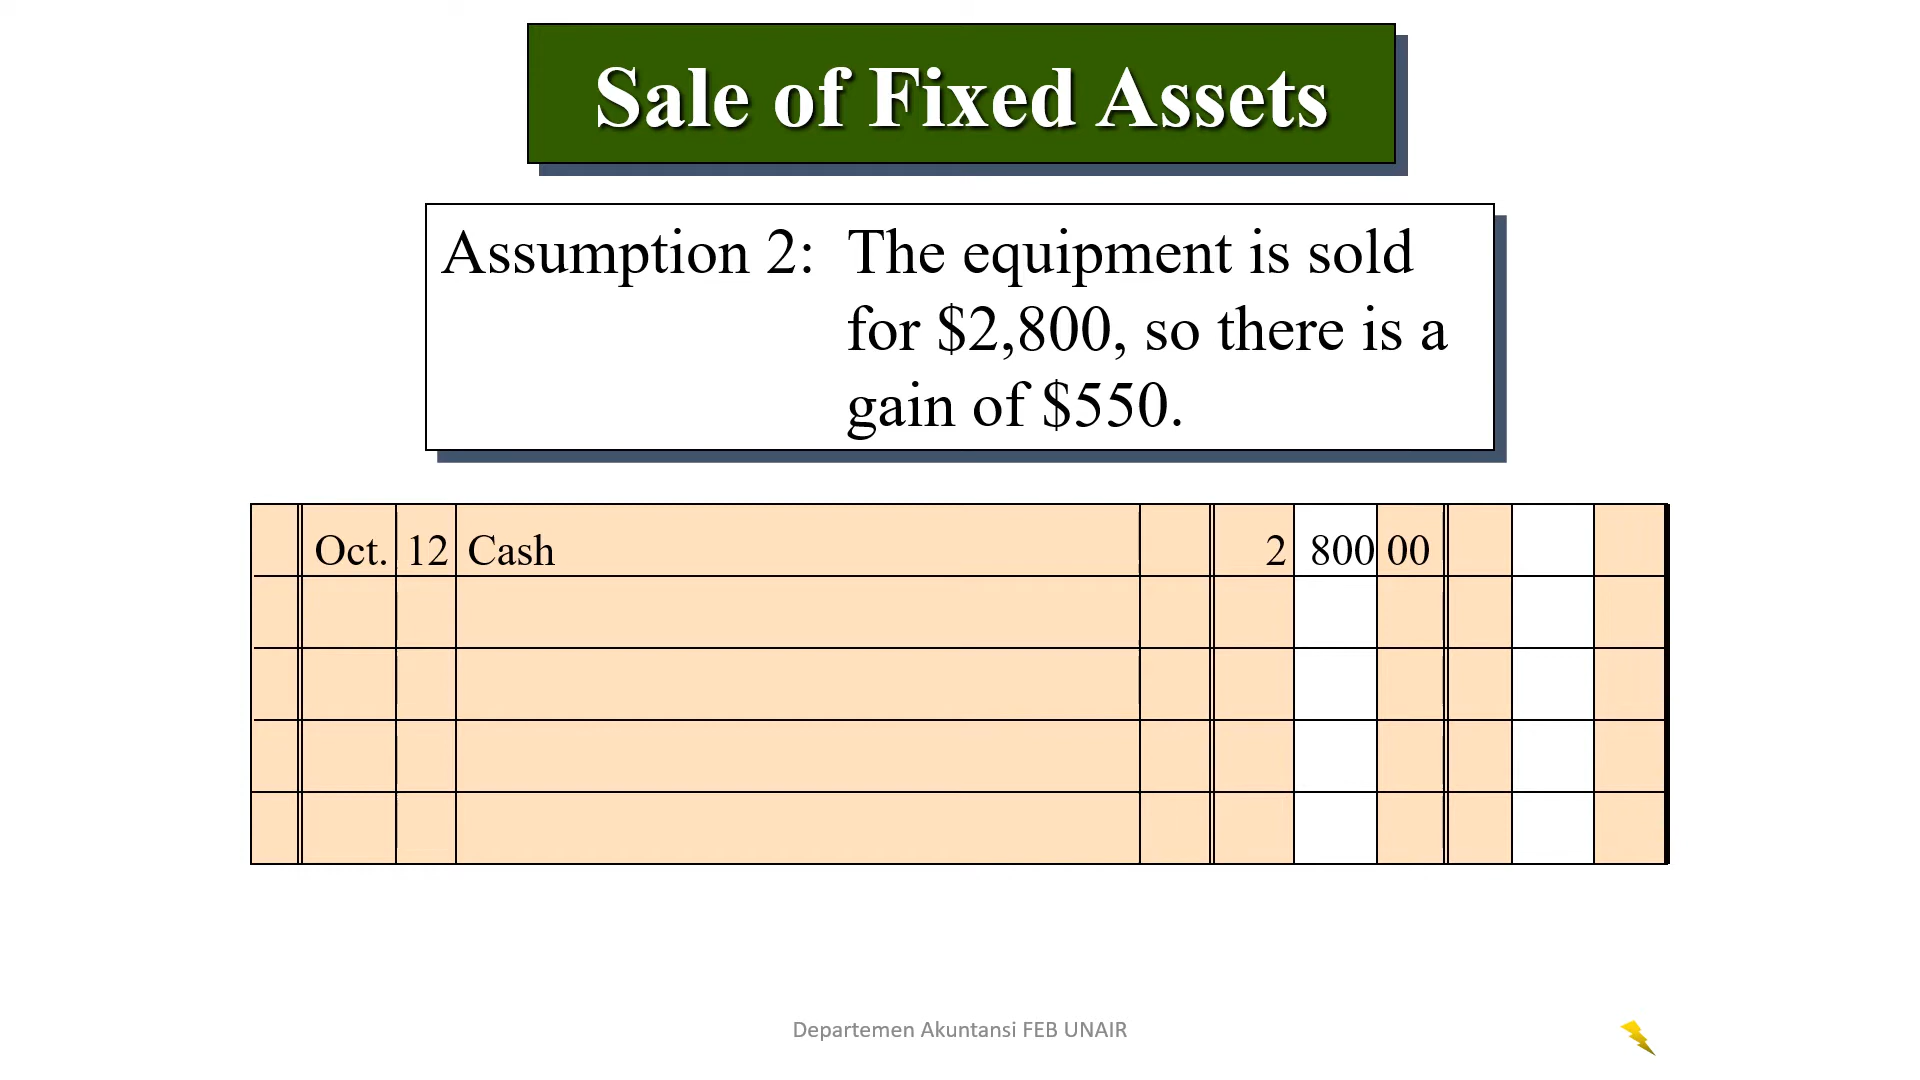 Sale of Fixed Assets
Assumption 2: The equipment is sold
for $2,800, so there is a
gain of $550.
Oct. 12 Cash 2 800 00
Departemen Akuntansi FEB UNAIR